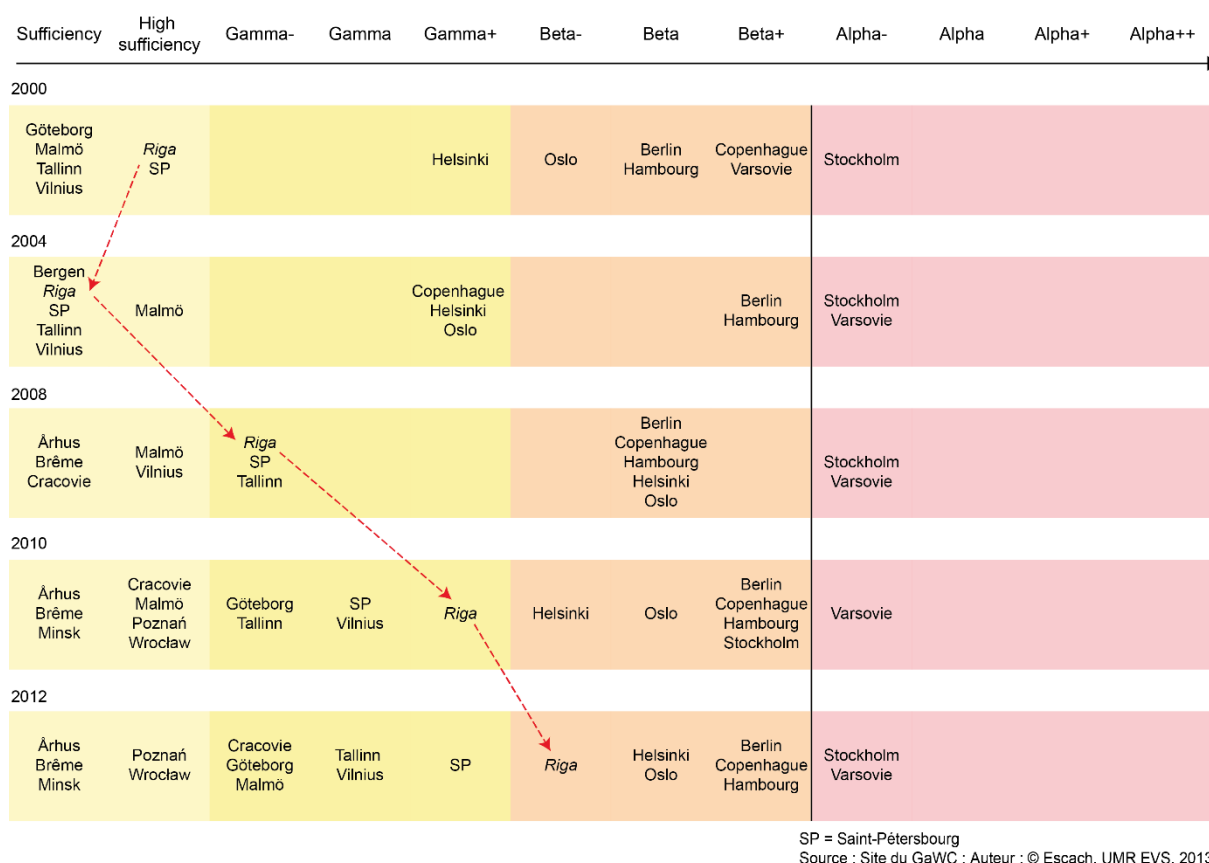 Sufficiency
High
sufficiency
Gamma-
Gamma
Gamma+
Beta-
Beta
Beta+
Alpha-
Alpha
Alpha+
Alpha++
2000
Göteborg
Malmö
Tallinn
Vilnius
Riga
SP
Helsinki
Oslo
Berlin
Hambourg
Copenhague
Varsovie
Stockholm
2004
Bergen
Riga
SP
Tallinn
Vilnius
Malmö
Copenhague
Helsinki
Oslo
Berlin
Hambourg
Stockholm
Varsovie
2008
Århus
Brême
Cracovie
Malmö
Vilnius
Riga
SP
Tallinn
Berlin
Copenhague
Hambourg
Helsinki
Oslo
Stockholm
Varsovie
2010
Århus
Brême
Minsk
Cracovie
Malmö
Poznań
Wrocław
Göteborg
Tallinn
SP
Vilnius
Riga
Helsinki
Oslo
Berlin
Copenhague
Hambourg
Stockholm
Varsovie
2012
Århus
Brême
Minsk
Poznań
Wrocław
Cracovie
Göteborg
Malmö
Tallinn
Vilnius
SP
Riga
Helsinki
Oslo
Berlin
Copenhague
Hambourg
Stockholm
Varsovie
SP = Saint-Pétersbourg
Source : Site du GaWC ; Auteur : © Escach, UMR EVS, 2013